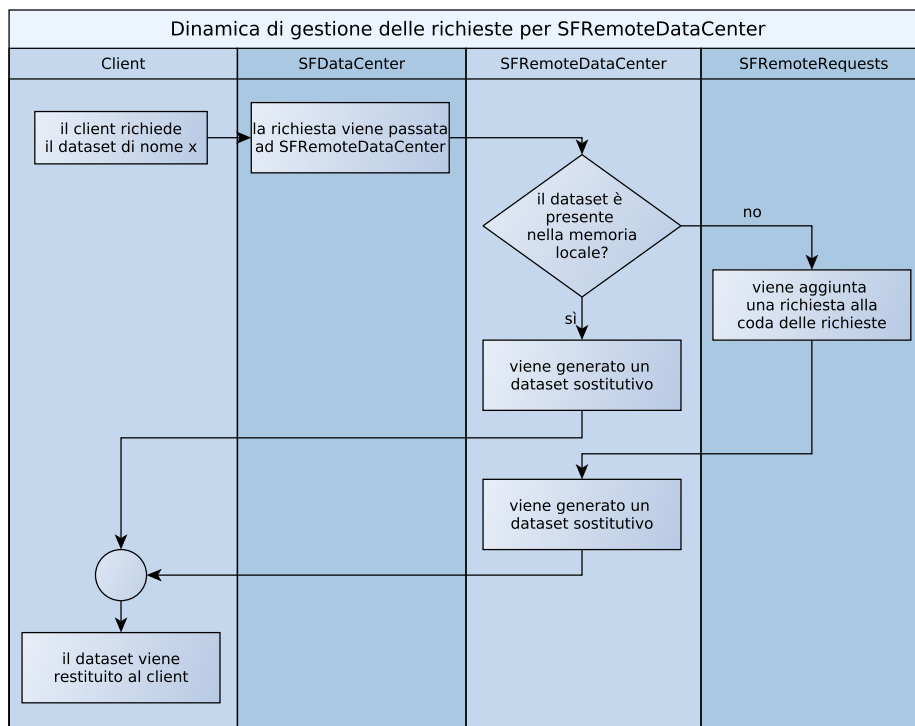 Dinamica di gestione delle richieste per SFRemoteDataCenter
Client
SFDataCenter
SFRemoteDataCenter
SFRemoteRequests
il client richiede
il dataset di nome x
la richiesta viene passata
ad SFRemoteDataCenter
il dataset è
presente
nella memoria
locale?
no
viene aggiunta
una richiesta alla
coda delle richieste
sì
viene generato un
dataset sostitutivo
viene generato un
dataset sostitutivo
il dataset viene
restituito al client